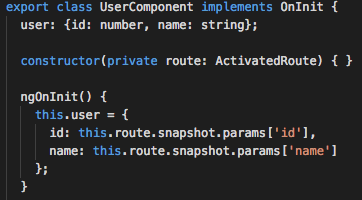 export class UserComponent implements OnInit {
user: {id: number, name: string};
constructor(private route: ActivatedRoute) { }
ngOnInit() {
this.user = {
id: this.route.snapshot.params['id'],
name: this.route.snapshot.params['name']
};
}